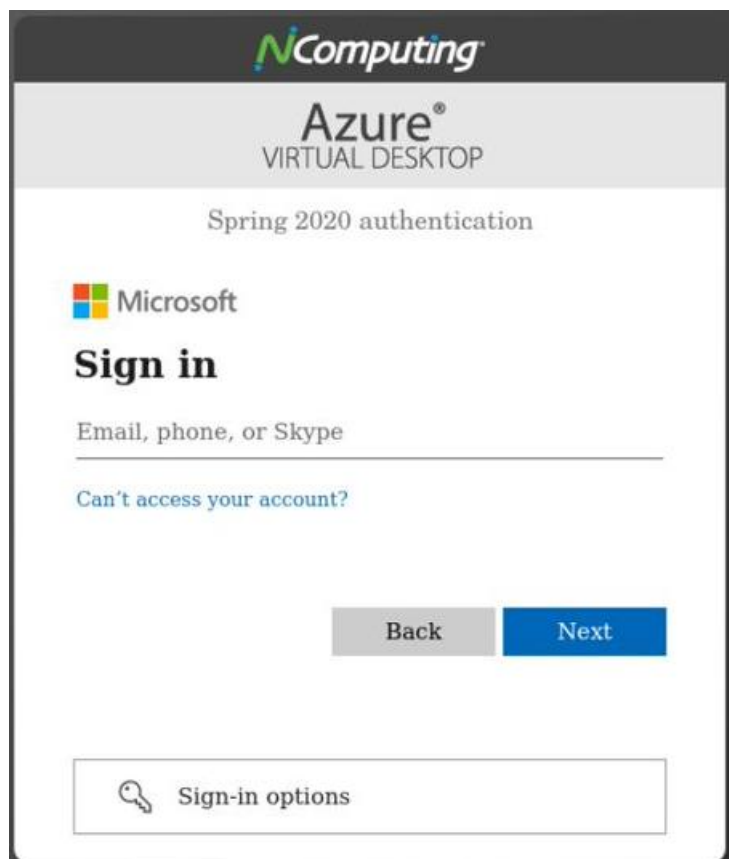 NComputing
Azure®
VIRTUAL DESKTOP
Spring 2020 authentication
Microsoft
Sign in
Email, phone, or Skype
Can't access your account?
Back Next
Sign-in options